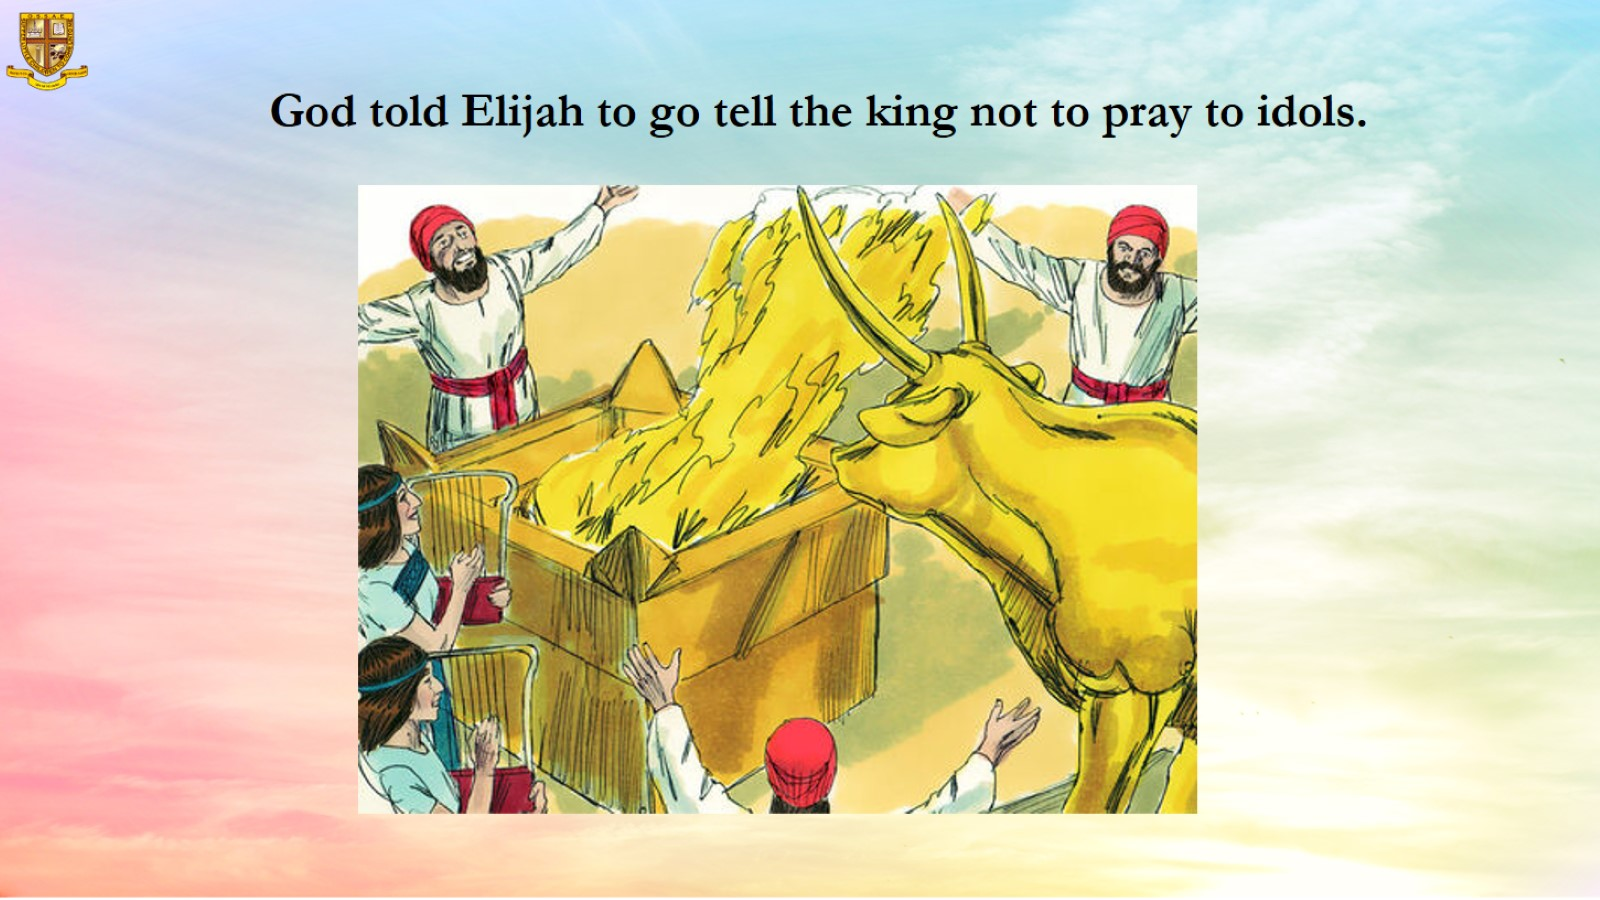 O.S.S.A.E.
God told Elijah to go tell the king not to pray to idols.